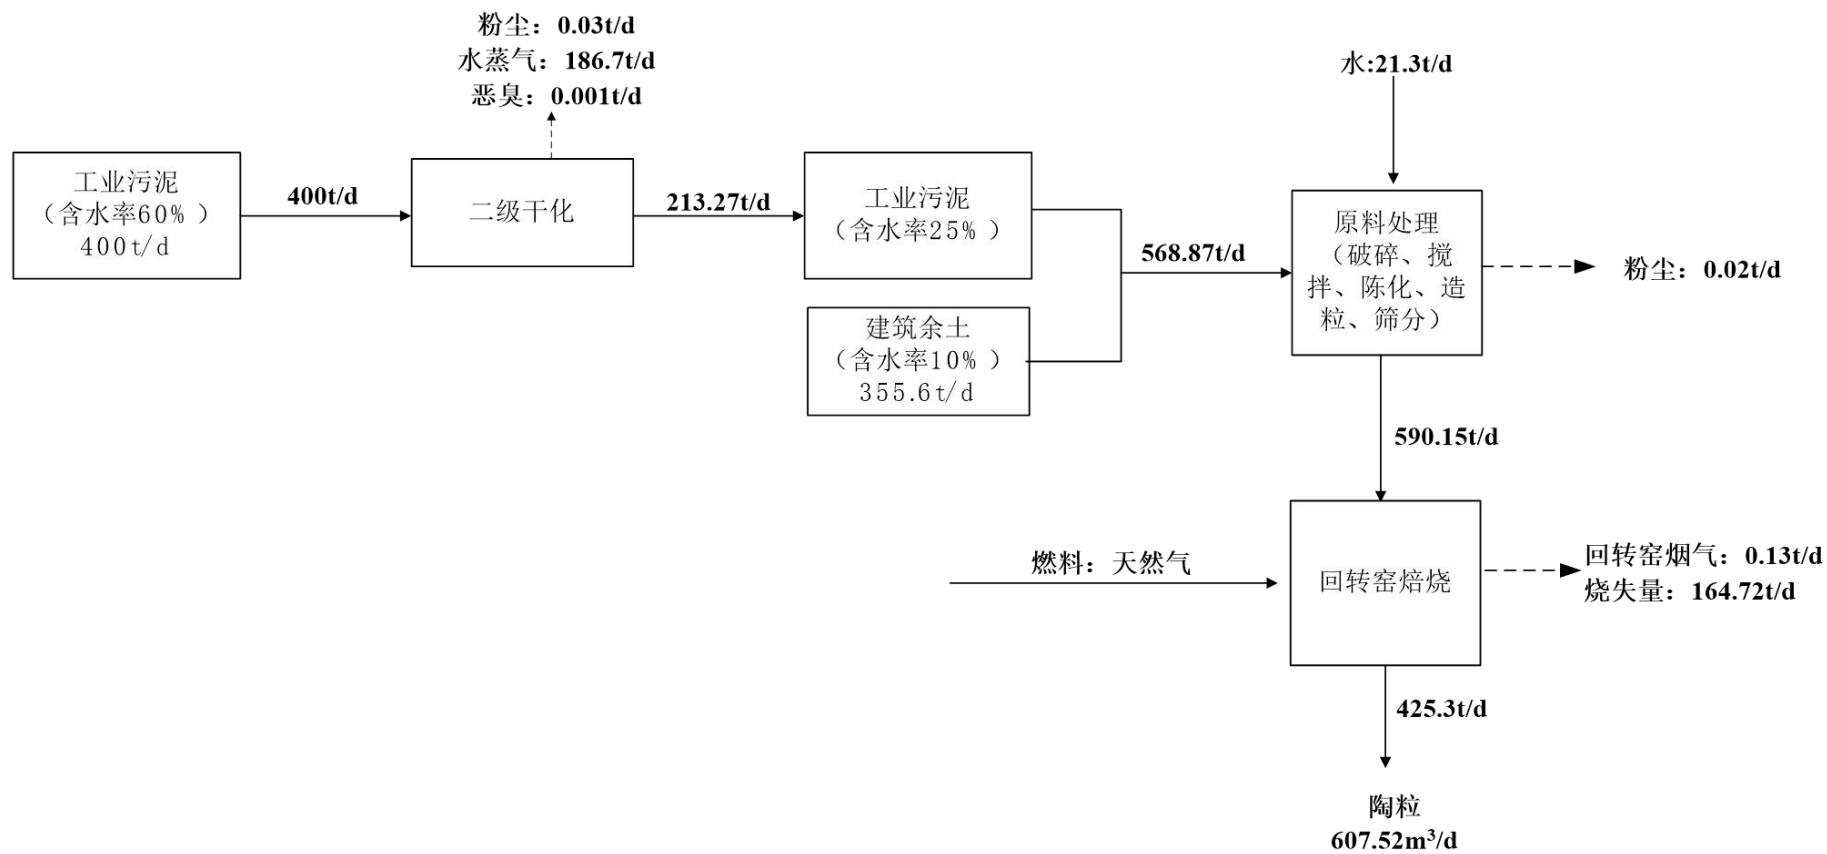 粉尘：0.03t/d
水蒸气：186.7t/d
恶臭：0.001t/d
水:21.3t/d
工业污泥
（含水率60%）
400t/d
400t/d
二级干化
213.27t/d
工业污泥
（含水率25%）
568.87t/d
原料处理
（破碎、搅
拌、陈化、造
粒、筛分）
粉尘：0.02t/d
建筑余土
（含水率10%）
355.6t/d
590.15t/d
燃料：天然气
回转窑焙烧
回转窑烟气：0.13t/d
烧失量：164.72t/d
425.3t/d
陶粒
607.52m³/d